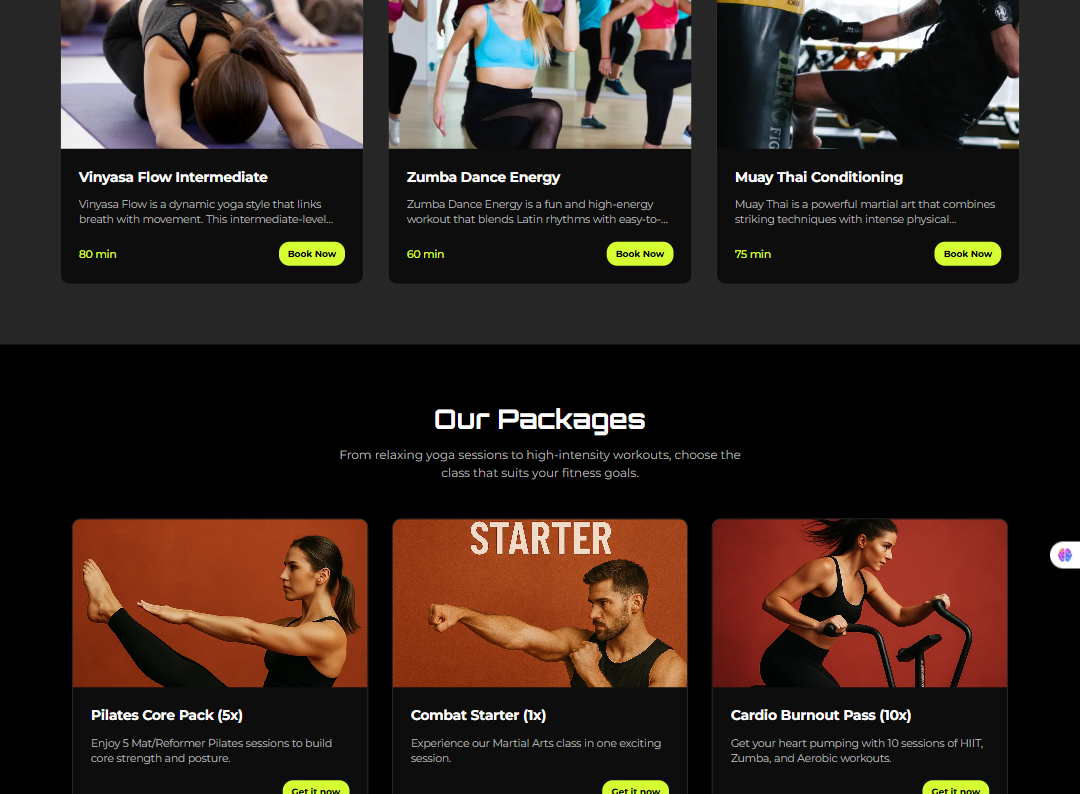 HERO
FIG
Vinyasa Flow Intermediate
Vinyasa Flow is a dynamic yoga style that links
breath with movement. This intermediate-level...
80 min
Book Now
Zumba Dance Energy
Zumba Dance Energy is a fun and high-energy
workout that blends Latin rhythms with easy-to-...
60 min
Book Now
Muay Thai Conditioning
Muay Thai is a powerful martial art that combines
striking techniques with intense physical...
75 min
Book Now
Our Packages
From relaxing yoga sessions to high-intensity workouts, choose the
class that suits your fitness goals.
Pilates Core Pack (5x)
Enjoy 5 Mat/Reformer Pilates sessions to build
core strength and posture.
Get it now
STARTER
Combat Starter (1x)
Experience our Martial Arts class in one exciting
session.
Get it now
Cardio Burnout Pass (10x)
Get your heart pumping with 10 sessions of HIIT,
Zumba, and Aerobic workouts.
Get it now